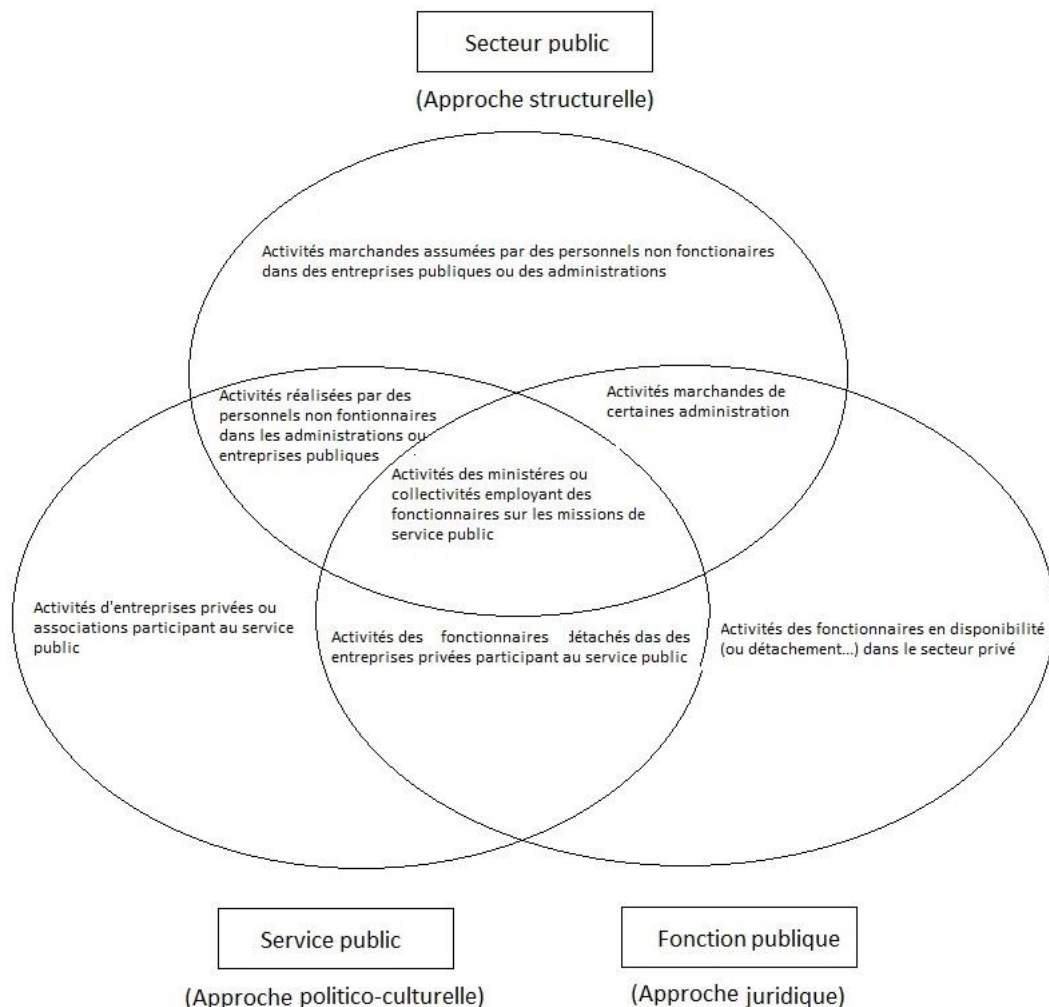 Secteur public
(Approche structurelle)
Activités marchandes assumées par des personnels non fonctionaire
dans des entreprises publiques ou des administrations
Activités réalisées par des
personnels non fontionnaires
dans les administrations ou
entreprises publiques
Activités marchandes de
certaines administration
Activités des ministéres ou
collectivités employant des
fonctionnaires sur les missions de
service public
Activités d'entreprises privées ou
associations participant au service
public
Activités des fonctionnaires détachés das des
entreprises privées participant au service public
Activités des fonctionnaires en disponibilité
(ou détachement...) dans le secteur privé
Service public
(Approche politico-culturelle)
Fonction publique
(Approche juridique)